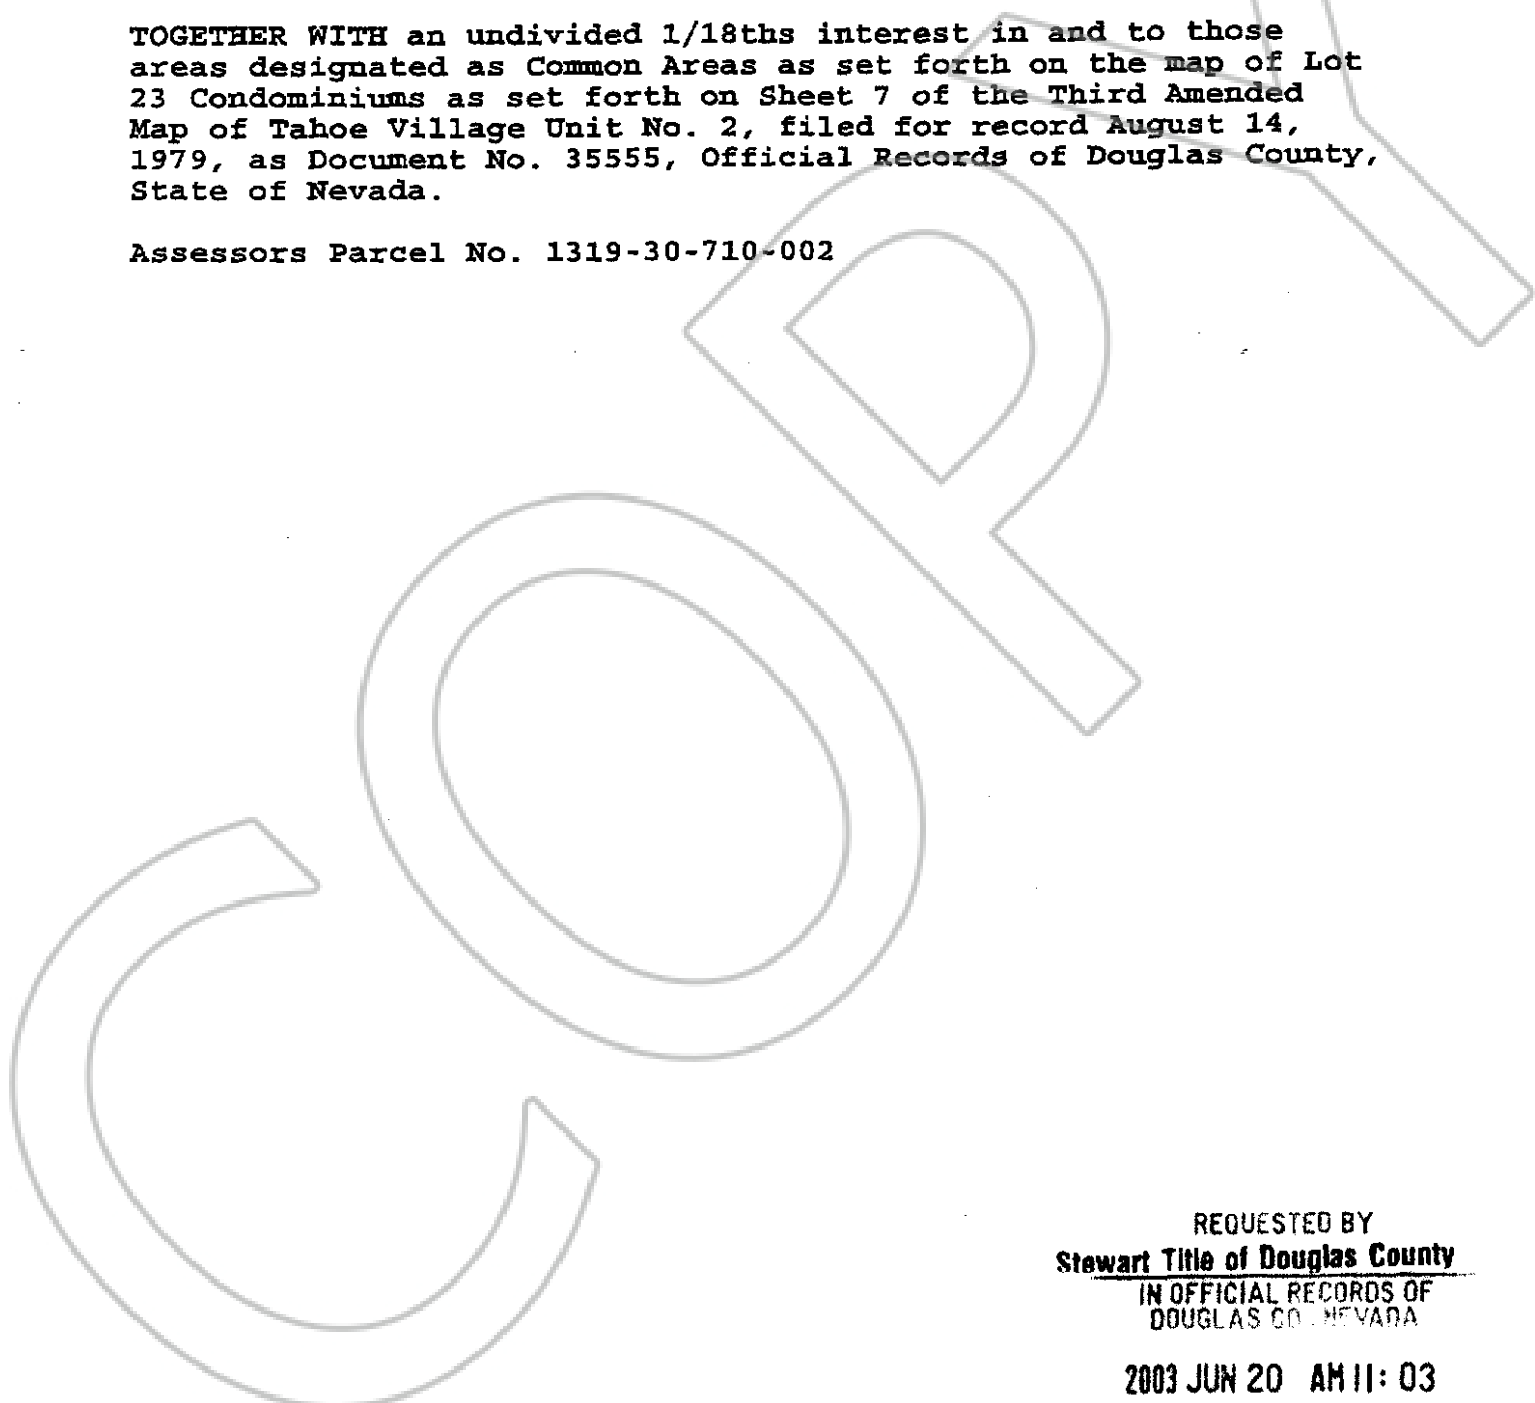 TOGETHER WITH an undivided 1/18ths interest in and to those
areas designated as Common Areas as set forth on the map of Lot
23 Condominiums as set forth on Sheet 7 of the Third Amended
Map of Tahoe Village Unit No. 2, filed for record August 14,
1979, as Document No. 35555, Official Records of Douglas County,
State of Nevada.
Assessors Parcel No. 1319-30-710-002
COPY
REQUESTED BY
Stewart Title of Douglas County
IN OFFICIAL RECORDS OF
DOUGLAS CO. NEVADA
2003 JUN 20 AM 11: 03